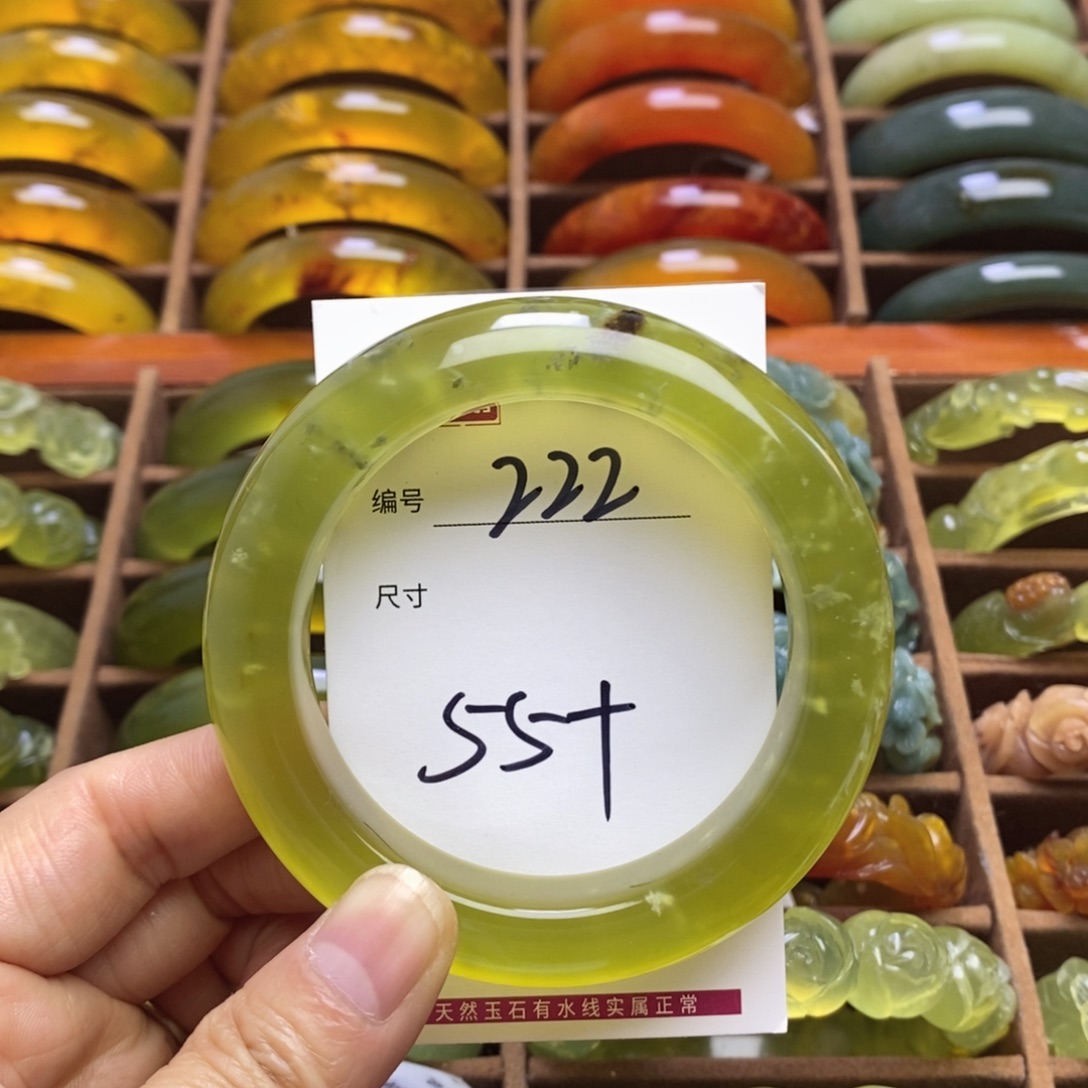 编号 222
尺寸
55+
天然玉石有水线实属正常